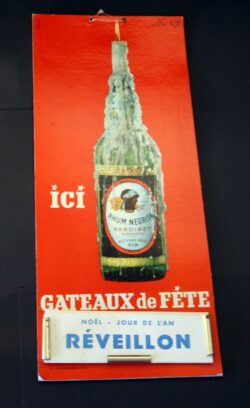 ici
RHUM NEGRITA
BARDINET
GATEAUX de FÊTE
NOËL - JOUR DE L'AN
RÉVEILLON